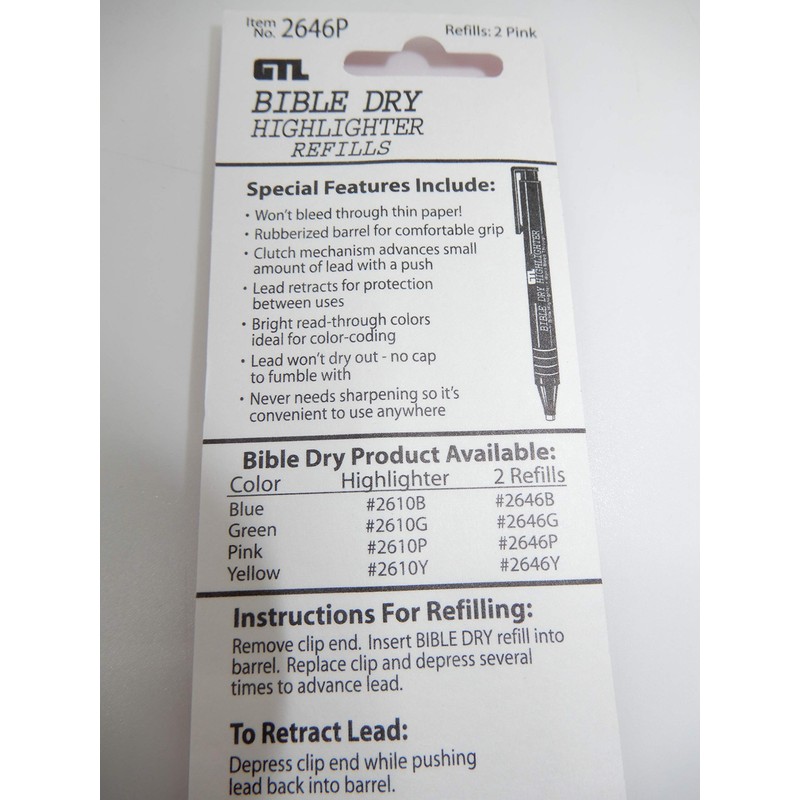 Item No. 2646P
Refills: 2 Pink
GTL
BIBLE DRY
HIGHLIGHTER
REFILLS
Special Features Include:
• Won't bleed through thin paper!
• Rubberized barrel for comfortable grip
• Clutch mechanism advances small
amount of lead with a push
• Lead retracts for protection
between uses
• Bright read-through colors
ideal for color-coding
• Lead won't dry out - no cap
to fumble with
• Never needs sharpening so it's
convenient to use anywhere
GTL BIBLE DRY HIGHLIGHTER
Bible Dry Product Available:
Color Highlighter 2 Refills
Blue #2610B #2646B
Green #2610G #2646G
Pink #2610P #2646P
Yellow #2610Y #2646Y
Instructions For Refilling:
Remove clip end. Insert BIBLE DRY refill into
barrel. Replace clip and depress several
times to advance lead.
To Retract Lead:
Depress clip end while pushing
lead back into barrel.